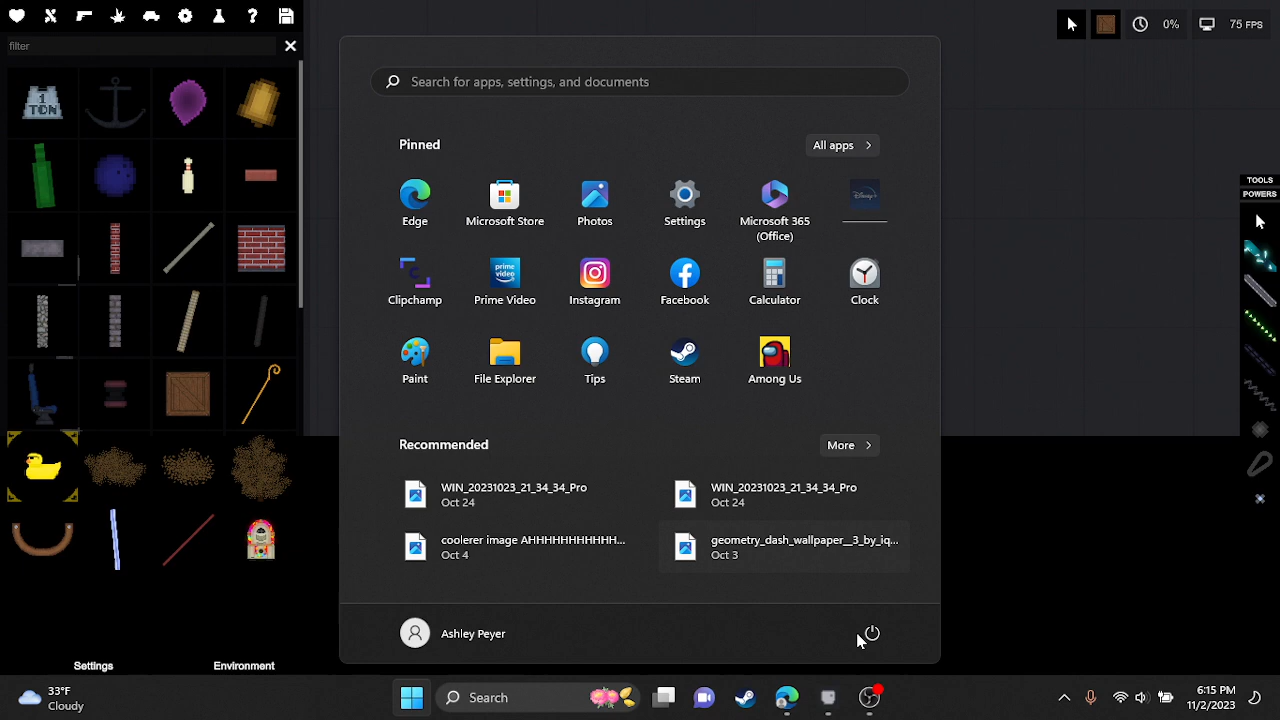 filter
1
TON
0%
75 FPS
Search for apps, settings, and documents
Pinned
All apps
Edge
Microsoft Store
Photos
Settings
Microsoft 365
(Office)
Disney+
Clipchamp
prime
video
Prime Video
Instagram
Facebook
Calculator
Clock
Paint
File Explorer
Tips
Steam
Among Us
Recommended
More
WIN_20231023_21_34_34_Pro
Oct 24
WIN_20231023_21_34_34_Pro
Oct 24
coolerer image AHHHHHHHHHHH...
Oct 4
geometry_dash_wallpaper__3_by_iq...
Oct 3
Ashley Peyer
TOOLS
POWERS
Settings
Environment
33°F
Cloudy
Search
6:15 PM
11/2/2023